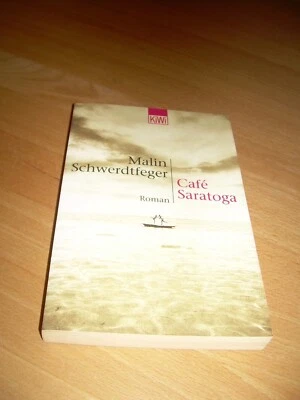 KiWi
Malin
Schwerdtfeger
Roman
Café
Saratoga